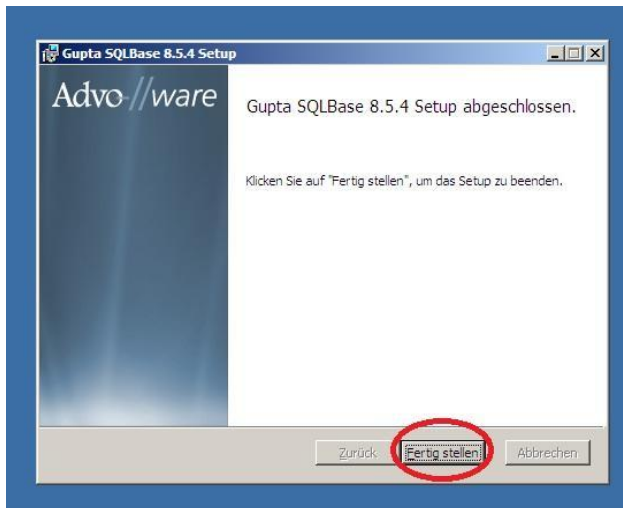 Gupta SQLBase 8.5.4 Setup
Advo//ware
Gupta SQLBase 8.5.4 Setup abgeschlossen.
Klicken Sie auf "Fertig stellen", um das Setup zu beenden.
Zurück
Fertig stellen
Abbrechen